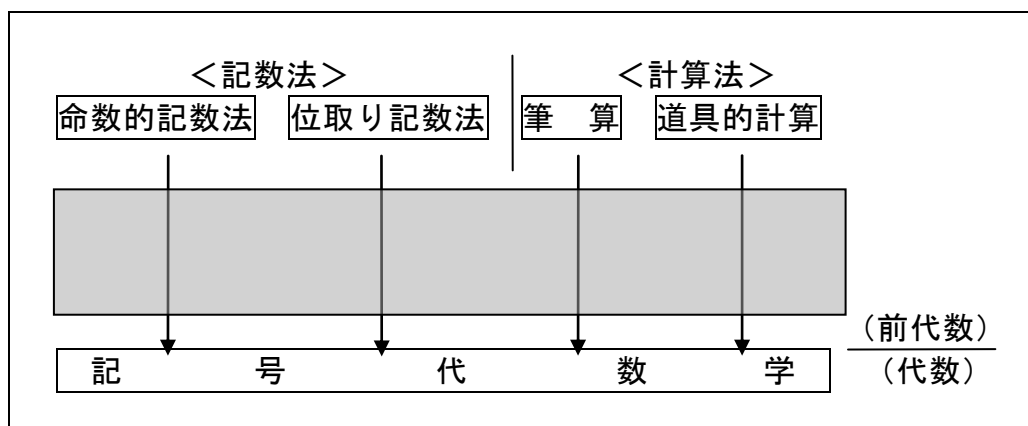 ＜記数法＞ ＜計算法＞
命数的記数法 位取り記数法 筆　算 道具的計算
（前代数）
記　号　代　数　学
（代数）